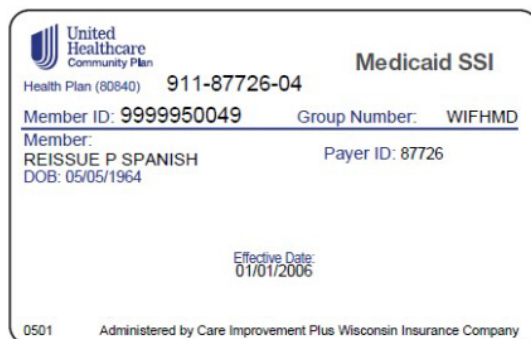 United
Healthcare
Community Plan
Medicaid SSI
Health Plan (80840) 911-87726-04
Member ID: 9999950049 Group Number: WIFHMD
Member:
REISSUE P SPANISH Payer ID: 87726
DOB: 05/05/1964
Effective Date:
01/01/2006
0501 Administered by Care Improvement Plus Wisconsin Insurance Company